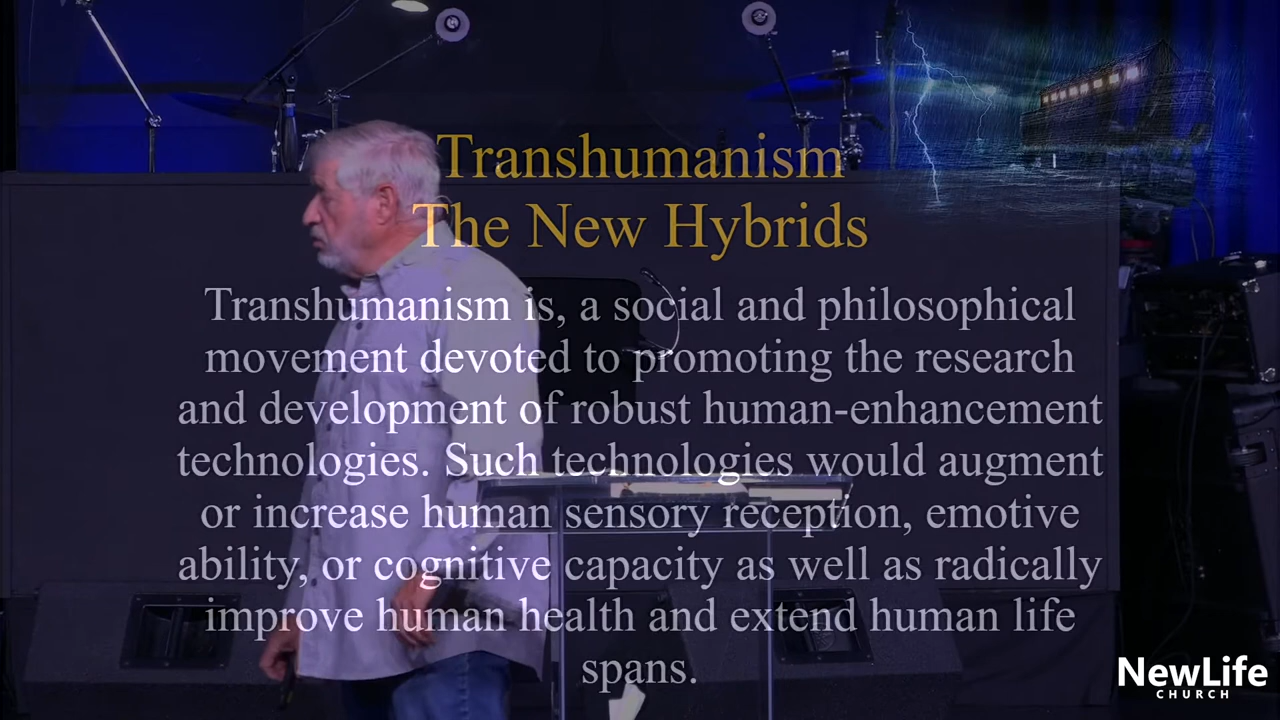 Transhumanism
The New Hybrids
Transhumanism is, a social and philosophical
movement devoted to promoting the research
and development of robust human-enhancement
technologies. Such technologies would augment
or increase human sensory reception, emotive
ability, or cognitive capacity as well as radically
improve human health and extend human life
spans.
NewLife
CHURCH